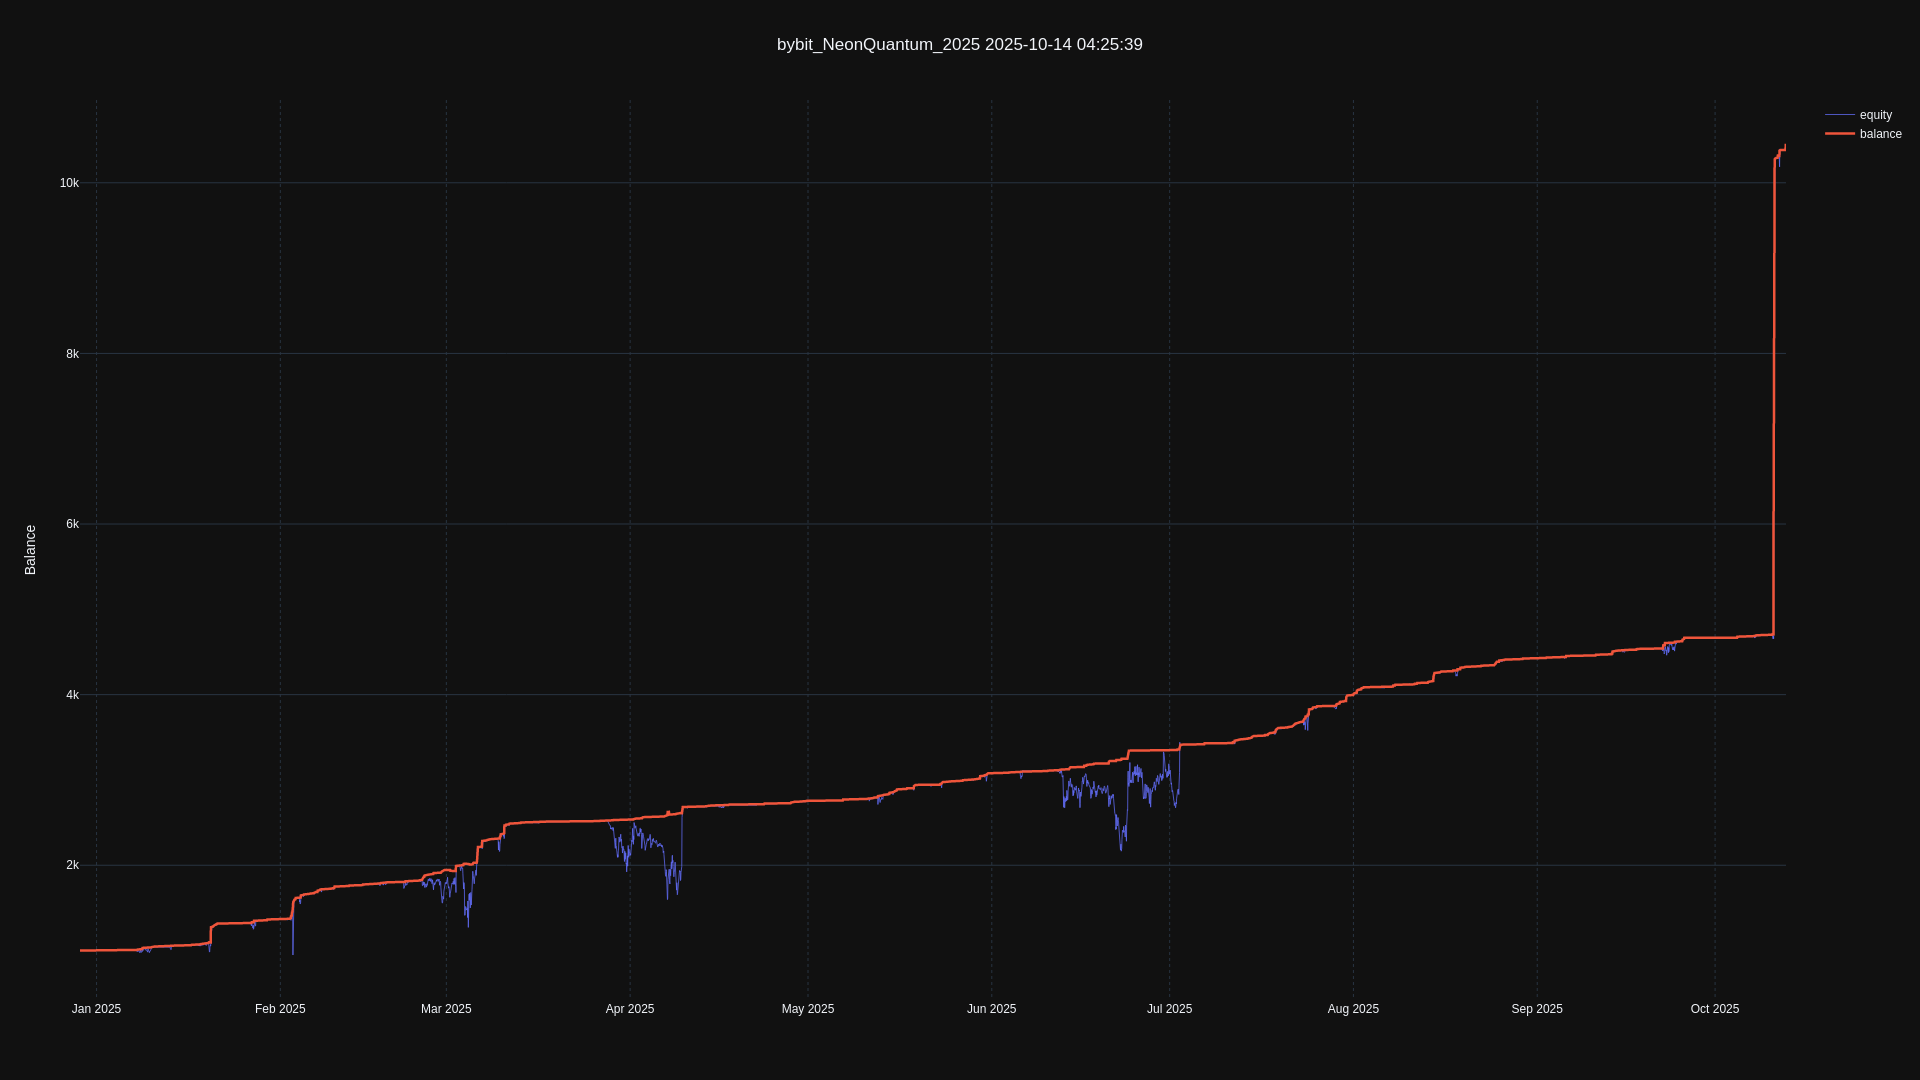 bybit_NeonQuantum_2025 2025-10-14 04:25:39
equity
balance
10k
8k
6k
4k
2k
Balance
Jan 2025
Feb 2025
Mar 2025
Apr 2025
May 2025
Jun 2025
Jul 2025
Aug 2025
Sep 2025
Oct 2025